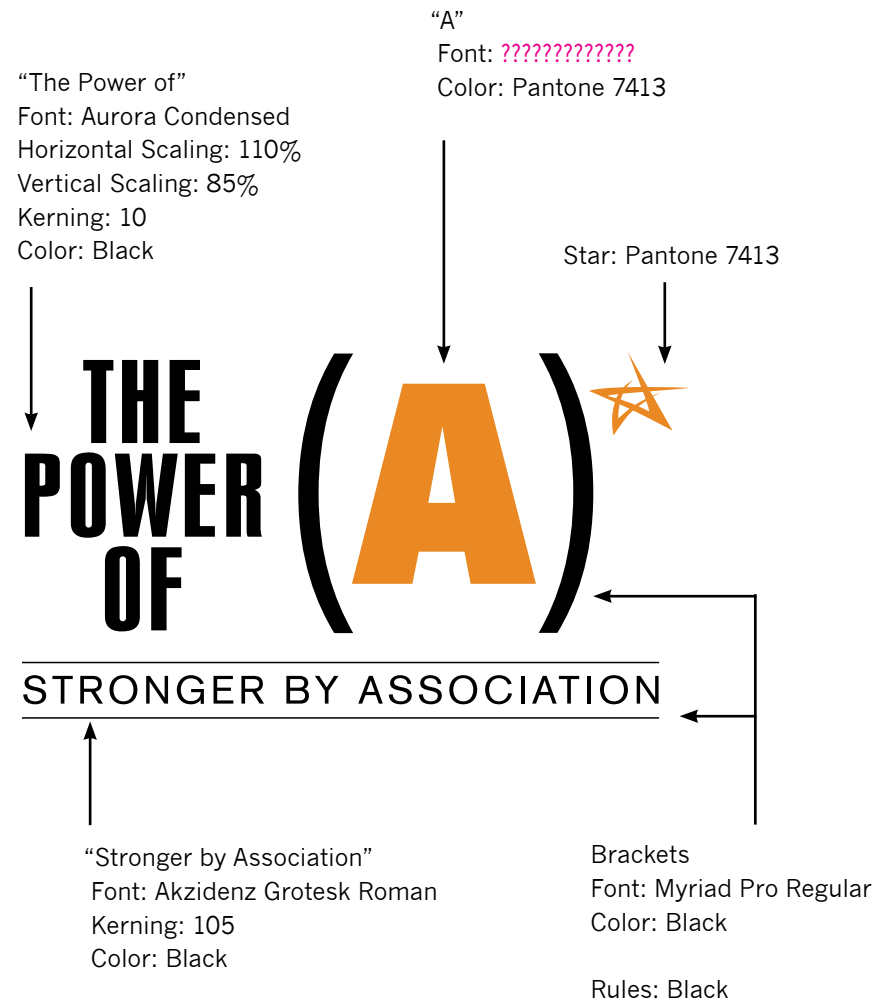 “A”
Font: ?????????????
Color: Pantone 7413
“The Power of”
Font: Aurora Condensed
Horizontal Scaling: 110%
Vertical Scaling: 85%
Kerning: 10
Color: Black
Star: Pantone 7413
THE
POWER
OF
(A)
STRONGER BY ASSOCIATION
“Stronger by Association”
Font: Akzidenz Grotesk Roman
Kerning: 105
Color: Black
Brackets
Font: Myriad Pro Regular
Color: Black
Rules: Black